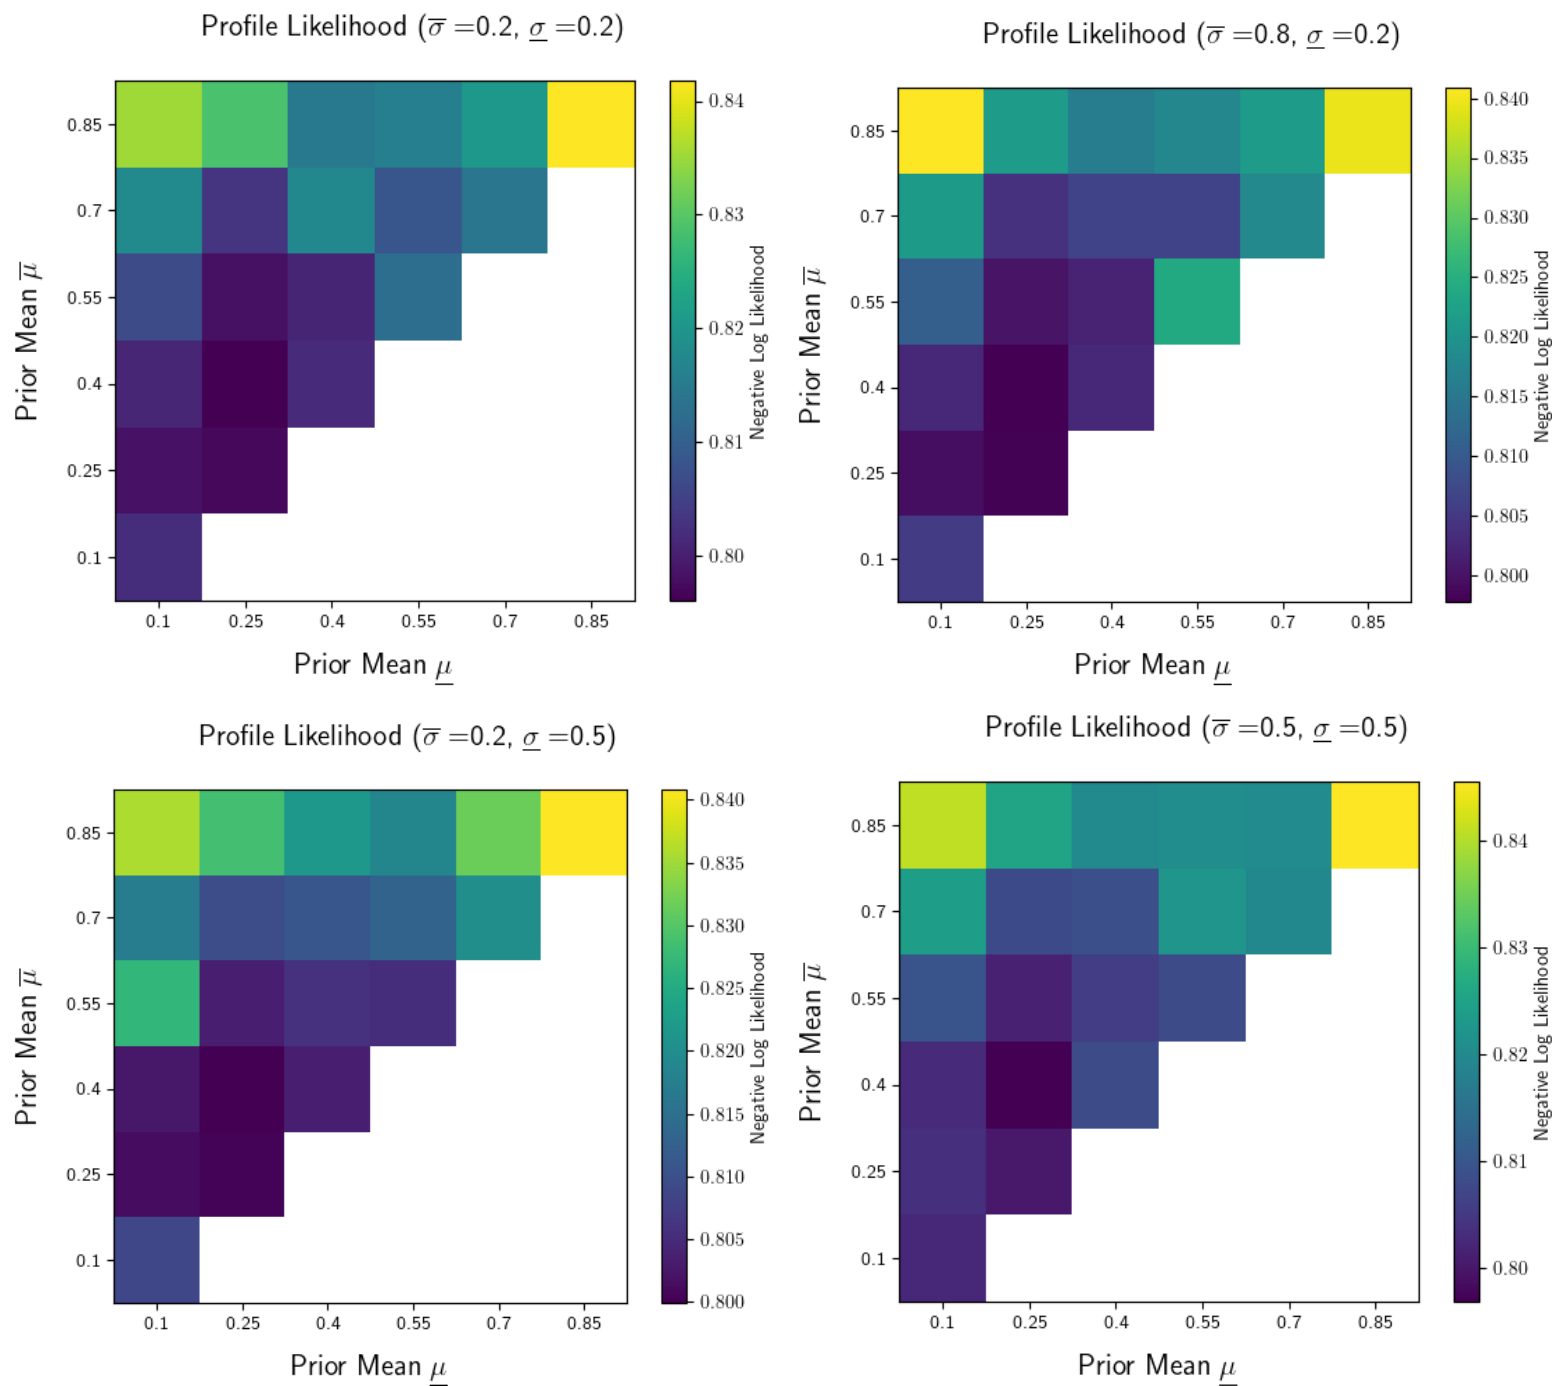 Profile Likelihood (σ̅ =0.2, σ̲ =0.2)
0.85
0.7
0.55
0.4
0.25
0.1
Prior Mean μ̅
0.1 0.25 0.4 0.55 0.7 0.85
Prior Mean μ̲
0.84
0.83
0.82
0.81
0.80
Negative Log Likelihood
Profile Likelihood (σ̅ =0.8, σ̲ =0.2)
0.85
0.7
0.55
0.4
0.25
0.1
Prior Mean μ̅
0.1 0.25 0.4 0.55 0.7 0.85
Prior Mean μ̲
0.840
0.835
0.830
0.825
0.820
0.815
0.810
0.805
0.800
Negative Log Likelihood
Profile Likelihood (σ̅ =0.2, σ̲ =0.5)
0.85
0.7
0.55
0.4
0.25
0.1
Prior Mean μ̅
0.1 0.25 0.4 0.55 0.7 0.85
Prior Mean μ̲
0.840
0.835
0.830
0.825
0.820
0.815
0.810
0.805
0.800
Negative Log Likelihood
Profile Likelihood (σ̅ =0.5, σ̲ =0.5)
0.85
0.7
0.55
0.4
0.25
0.1
Prior Mean μ̅
0.1 0.25 0.4 0.55 0.7 0.85
Prior Mean μ̲
0.84
0.83
0.82
0.81
0.80
Negative Log Likelihood